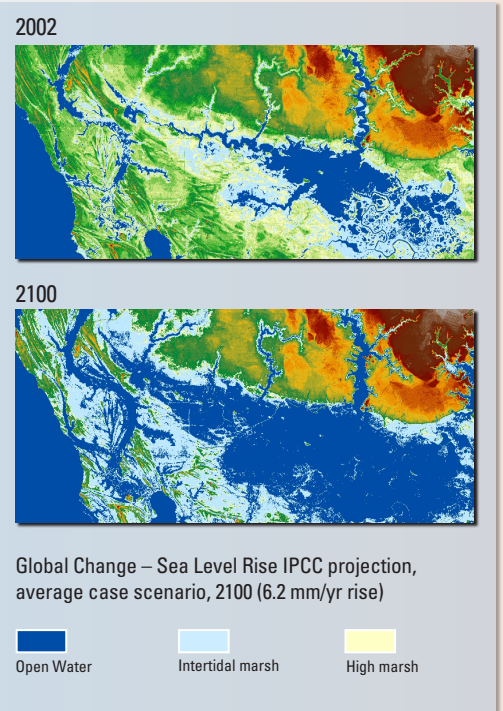 2002
2100
Global Change – Sea Level Rise IPCC projection,
average case scenario, 2100 (6.2 mm/yr rise)
Open Water
Intertidal marsh
High marsh